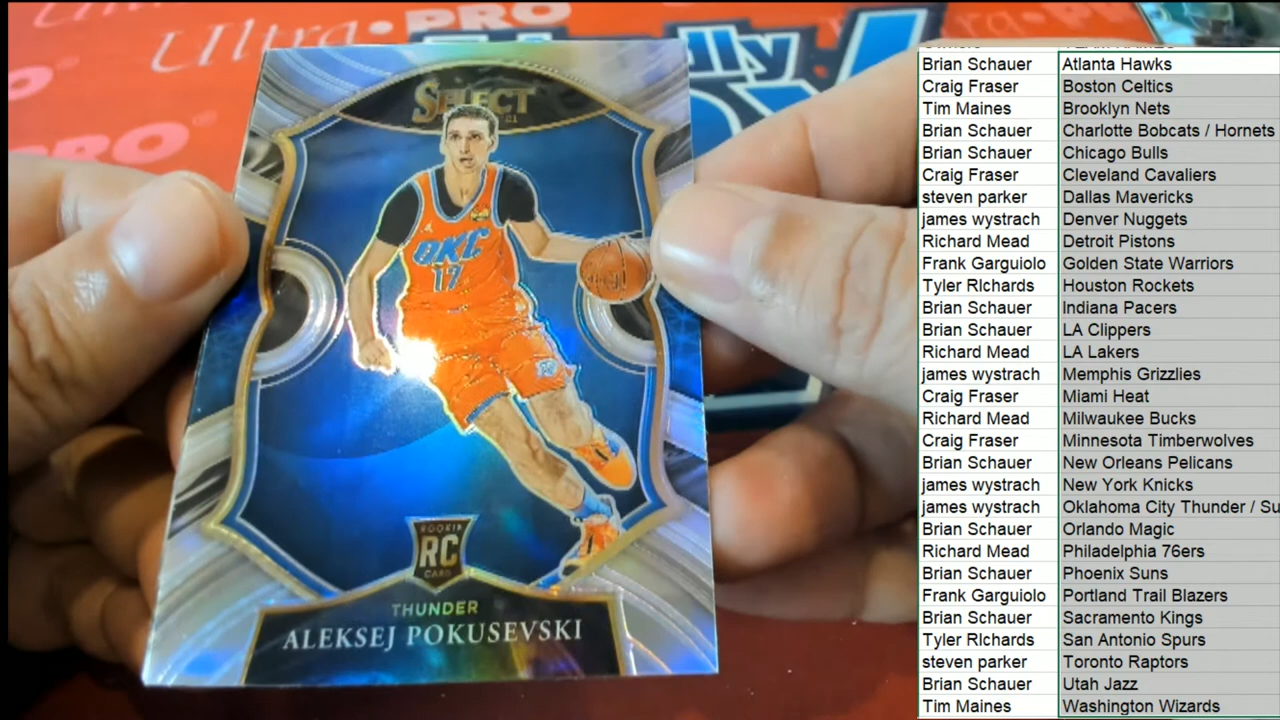 Ultra•PRO
PRO
SELECT
OKC
17
ROOKIE
RC
CARD
THUNDER
ALEKSEJ POKUSEVSKI
Brian Schauer Atlanta Hawks
Craig Fraser Boston Celtics
Tim Maines Brooklyn Nets
Brian Schauer Charlotte Bobcats / Hornets
Brian Schauer Chicago Bulls
Craig Fraser Cleveland Cavaliers
steven parker Dallas Mavericks
james wystrach Denver Nuggets
Richard Mead Detroit Pistons
Frank Garguiolo Golden State Warriors
Tyler RIchards Houston Rockets
Brian Schauer Indiana Pacers
Brian Schauer LA Clippers
Richard Mead LA Lakers
james wystrach Memphis Grizzlies
Craig Fraser Miami Heat
Richard Mead Milwaukee Bucks
Craig Fraser Minnesota Timberwolves
Brian Schauer New Orleans Pelicans
james wystrach New York Knicks
james wystrach Oklahoma City Thunder / Su
Brian Schauer Orlando Magic
Richard Mead Philadelphia 76ers
Brian Schauer Phoenix Suns
Frank Garguiolo Portland Trail Blazers
Brian Schauer Sacramento Kings
Tyler RIchards San Antonio Spurs
steven parker Toronto Raptors
Brian Schauer Utah Jazz
Tim Maines Washington Wizards